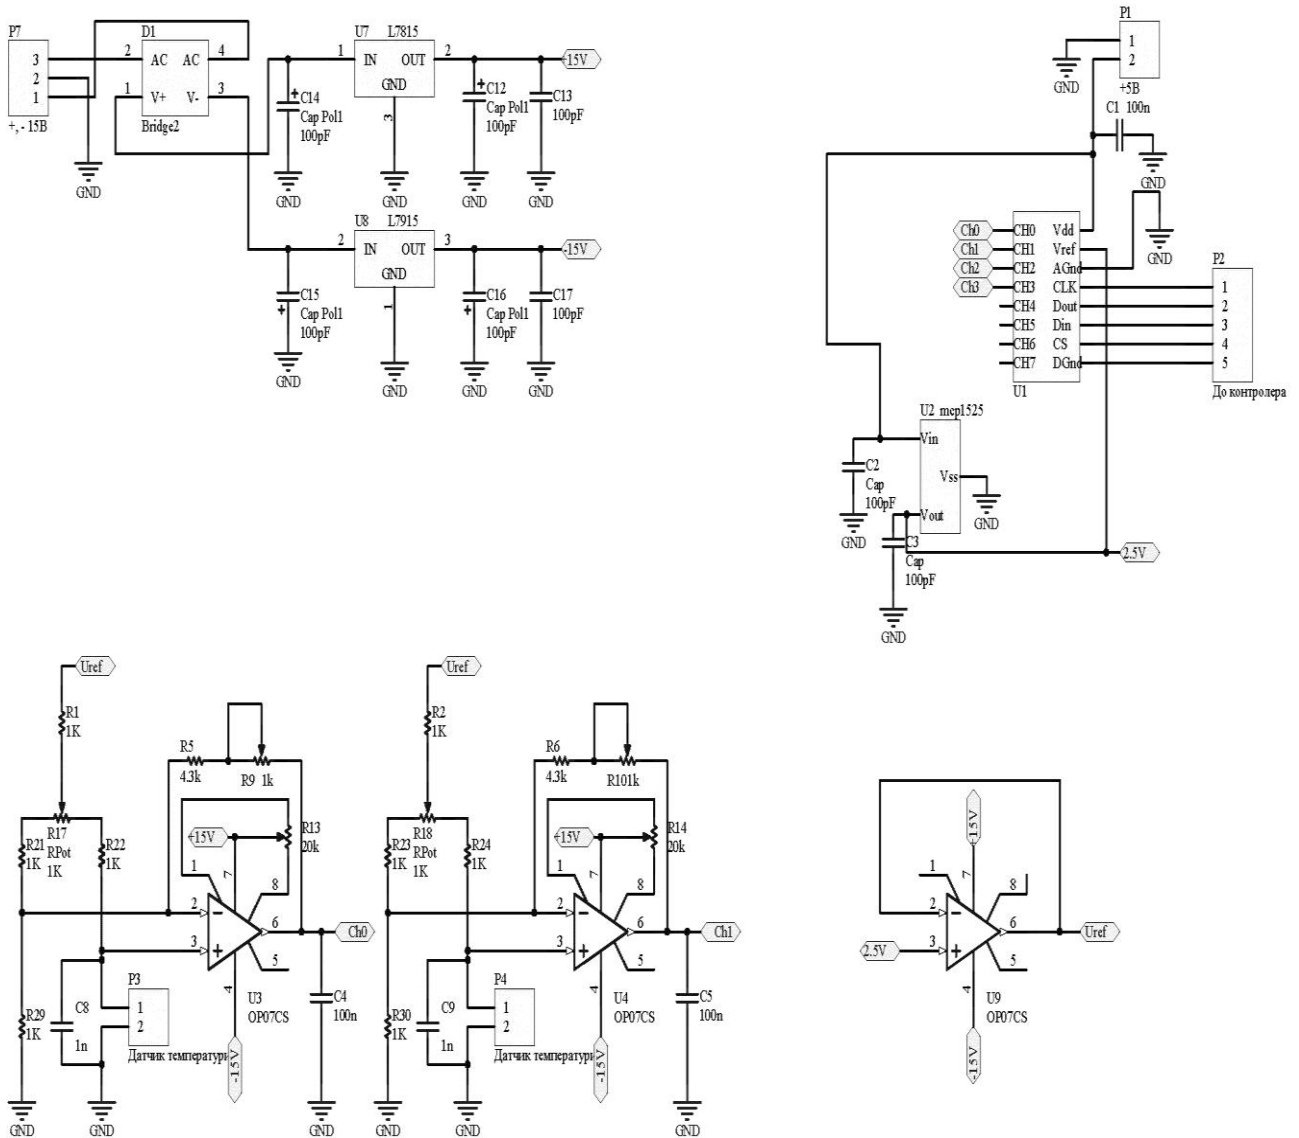 P7
3
2
1
+, - 15В
D1
2 AC AC 4
1 V+ V- 3
Bridge2
GND
U7 L7815
1 IN OUT 2
GND
3
C14
Cap Pol1
100pF
GND
GND
C12
Cap Pol1
100pF
GND
C13
100pF
GND
+15V
U8 L7915
2 IN OUT 3
GND
1
C15
Cap Pol1
100pF
GND
GND
C16
Cap Pol1
100pF
GND
C17
100pF
GND
-15V
P1
1
2
+5В
GND
C1 100n
GND
GND
Ch0
Ch1
Ch2
Ch3
CH0 Vdd
CH1 Vref
CH2 AGnd
CH3 CLK
CH4 Dout
CH5 Din
CH6 CS
CH7 DGnd
U1
P2
1
2
3
4
5
До контролера
U2 mcp1525
Vin
Vss
Vout
GND
C2
Cap
100pF
GND
C3
Cap
100pF
GND
2.5V
Uref
R1
1K
R5
4.3k
R9 1k
R17
RPot
1K
R21
1K
R22
1K
+15V
R13
20k
1
7
8
2
3
6
5
4
Ch0
U3
OP07CS
-15V
C4
100n
GND
R29
1K
C8
1n
P3
1
2
Датчик температури
GND
GND
Uref
R2
1K
R6
4.3k
R101k
R18
RPot
1K
R23
1K
R24
1K
+15V
R14
20k
1
7
8
2
3
6
5
4
Ch1
U4
OP07CS
-15V
C5
100n
GND
R30
1K
C9
1n
P4
1
2
Датчик температури
GND
GND
+15V
1
7
8
2
3
6
5
4
2.5V
Uref
U9
OP07CS
-15V